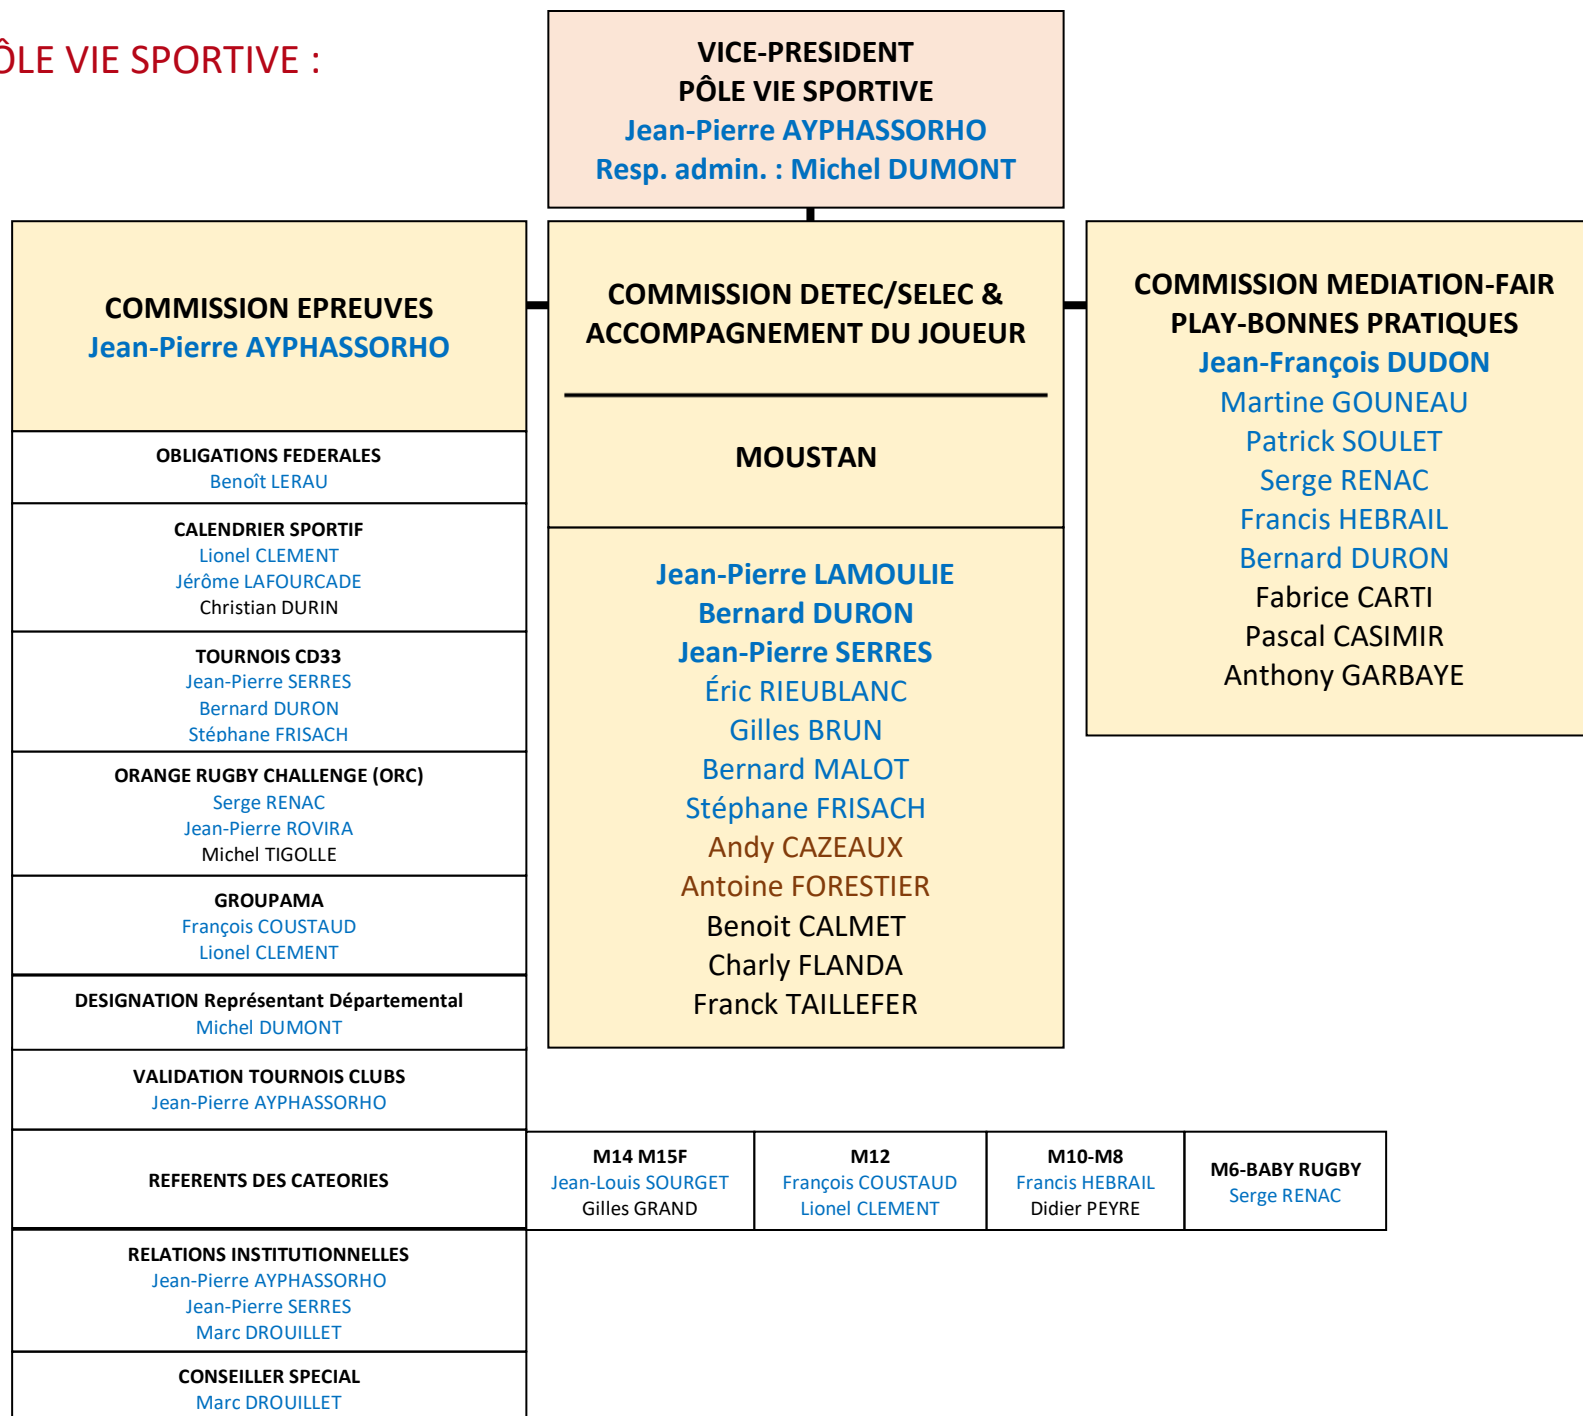 ÔLE VIE SPORTIVE :
VICE-PRESIDENT
PÔLE VIE SPORTIVE
Jean-Pierre AYPHASSORHO
Resp. admin. : Michel DUMONT
COMMISSION EPREUVES
Jean-Pierre AYPHASSORHO
OBLIGATIONS FEDERALES
Benoît LERAU
CALENDRIER SPORTIF
Lionel CLEMENT
Jérôme LAFOURCADE
Christian DURIN
TOURNOIS CD33
Jean-Pierre SERRES
Bernard DURON
Stéphane FRISACH
ORANGE RUGBY CHALLENGE (ORC)
Serge RENAC
Jean-Pierre ROVIRA
Michel TIGOLLE
GROUPAMA
François COUSTAUD
Lionel CLEMENT
DESIGNATION Représentant Départemental
Michel DUMONT
VALIDATION TOURNOIS CLUBS
Jean-Pierre AYPHASSORHO
REFERENTS DES CATEORIES
M14 M15F
Jean-Louis SOURGET
Gilles GRAND
M12
François COUSTAUD
Lionel CLEMENT
M10-M8
Francis HEBRAIL
Didier PEYRE
M6-BABY RUGBY
Serge RENAC
RELATIONS INSTITUTIONNELLES
Jean-Pierre AYPHASSORHO
Jean-Pierre SERRES
Marc DROUILLET
CONSEILLER SPECIAL
Marc DROUILLET
COMMISSION DETEC/SELEC &
ACCOMPAGNEMENT DU JOUEUR
MOUSTAN
Jean-Pierre LAMOULIE
Bernard DURON
Jean-Pierre SERRES
Éric RIEUBLANC
Gilles BRUN
Bernard MALOT
Stéphane FRISACH
Andy CAZEAUX
Antoine FORESTIER
Benoit CALMET
Charly FLANDA
Franck TAILLEFER
COMMISSION MEDIATION-FAIR
PLAY-BONNES PRATIQUES
Jean-François DUDON
Martine GOUNEAU
Patrick SOULET
Serge RENAC
Francis HEBRAIL
Bernard DURON
Fabrice CARTI
Pascal CASIMIR
Anthony GARBAYE